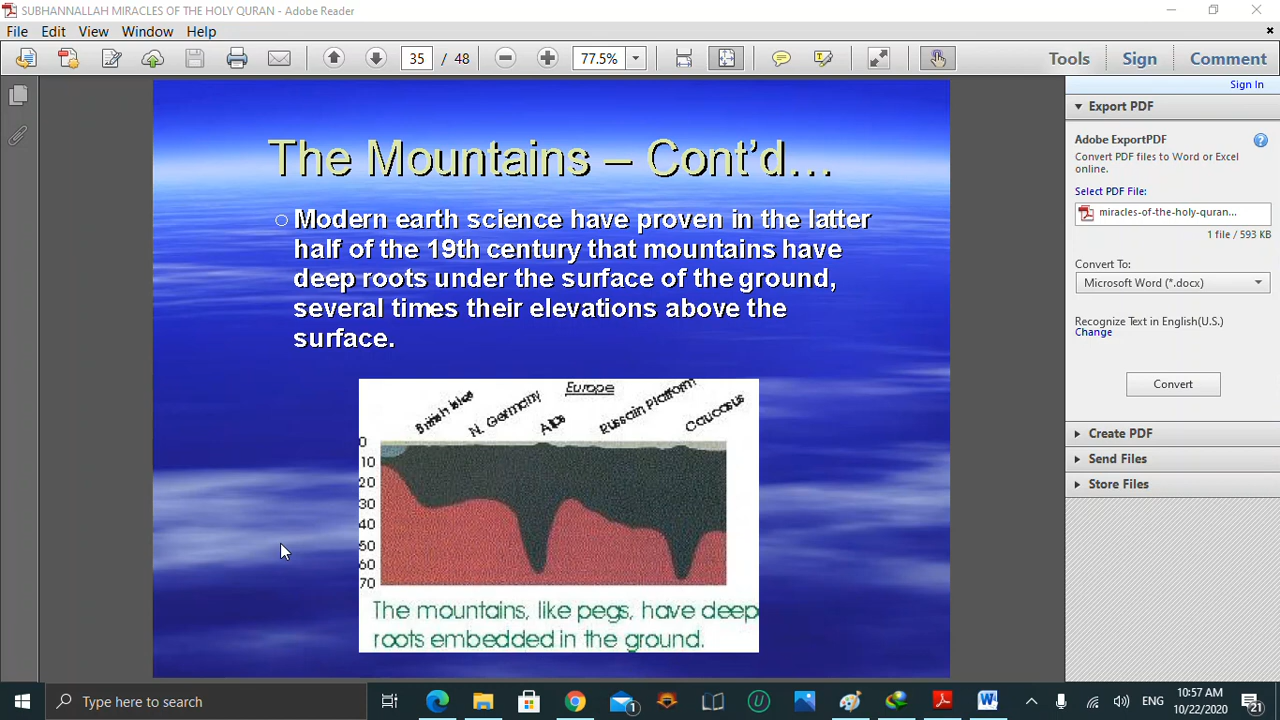 SUBHANNALLAH MIRACLES OF THE HOLY QURAN - Adobe Reader
File Edit View Window Help
35 / 48 77.5% Tools Sign Comment
Sign In
Export PDF
Adobe ExportPDF
Convert PDF files to Word or Excel
online.
Select PDF File:
miracles-of-the-holy-quran...
1 file / 593 KB
Convert To:
Microsoft Word (*.docx)
Recognize Text in English(U.S.)
Change
Convert
Create PDF
Send Files
Store Files
The Mountains – Cont’d…
Modern earth science have proven in the latter
half of the 19th century that mountains have
deep roots under the surface of the ground,
several times their elevations above the
surface.
Europe
British Isles
N. Germany
Alps
Russain Platform
Caucasus
0
10
20
30
40
50
60
70
The mountains, like pegs, have deep
roots embedded in the ground.
Type here to search
1
ENG
10:57 AM
10/22/2020
21